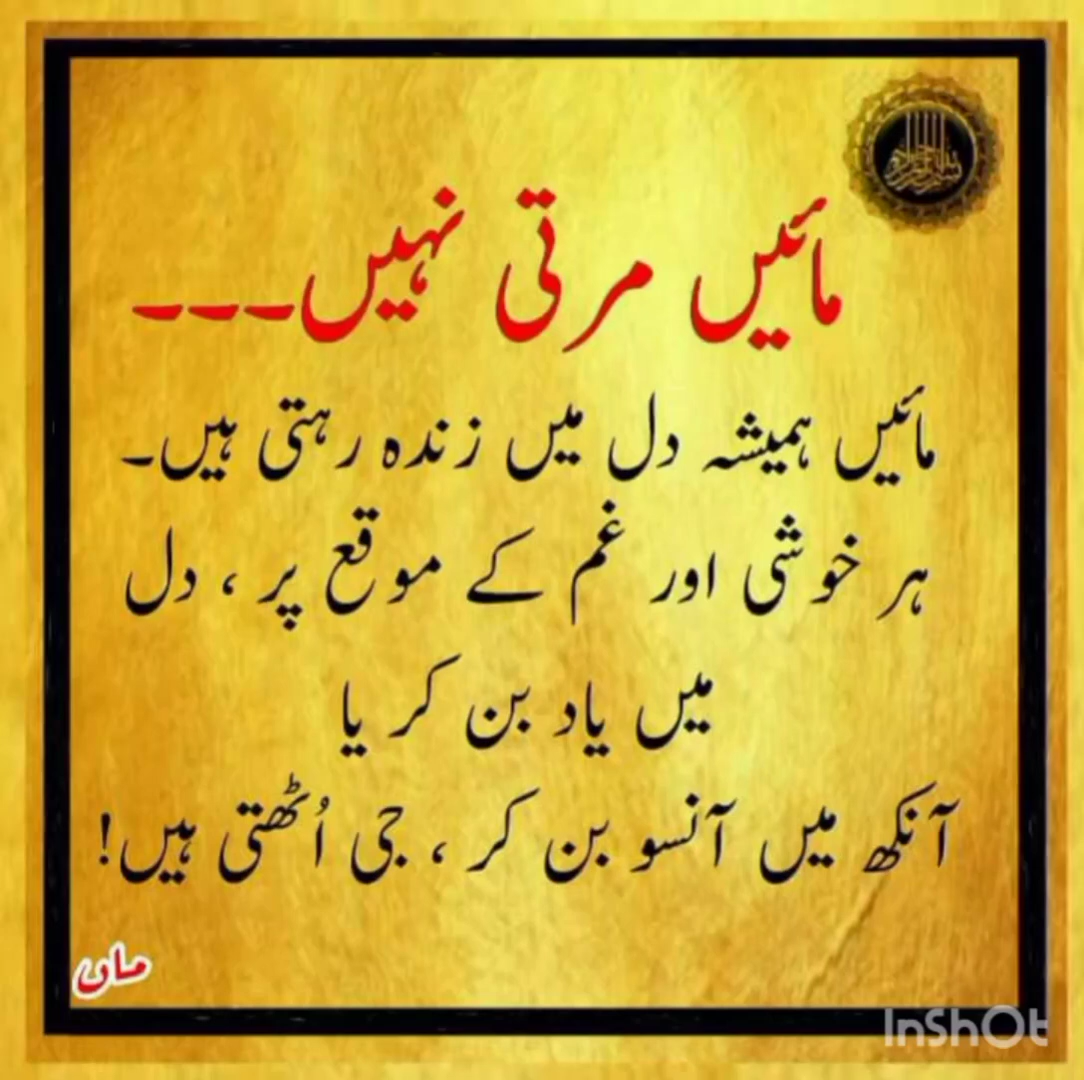 مائیں مرتی نہیں۔۔۔
مائیں ہمیشہ دل میں زندہ رہتی ہیں۔
ہر خوشی اور غم کے موقع پر ، دل
میں یاد بن کر یا
آنکھ میں آنسو بن کر ، جی اُٹھتی ہیں!
ماں
InShOt